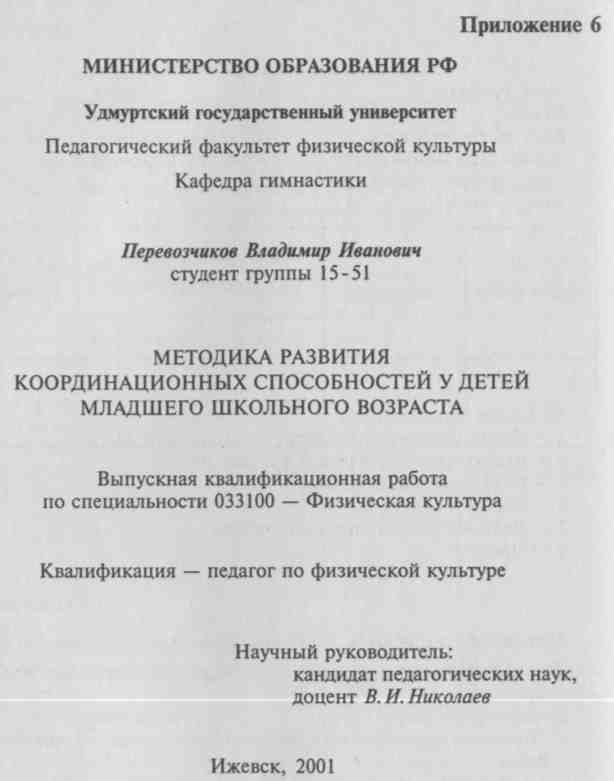 Приложение 6
МИНИСТЕРСТВО ОБРАЗОВАНИЯ РФ
Удмуртский государственный университет
Педагогический факультет физической культуры
Кафедра гимнастики
Перевозчиков Владимир Иванович
студент группы 15-51
МЕТОДИКА РАЗВИТИЯ
КООРДИНАЦИОННЫХ СПОСОБНОСТЕЙ У ДЕТЕЙ
МЛАДШЕГО ШКОЛЬНОГО ВОЗРАСТА
Выпускная квалификационная работа
по специальности 033100 — Физическая культура
Квалификация — педагог по физической культуре
Научный руководитель:
кандидат педагогических наук,
доцент В. И. Николаев
Ижевск, 2001